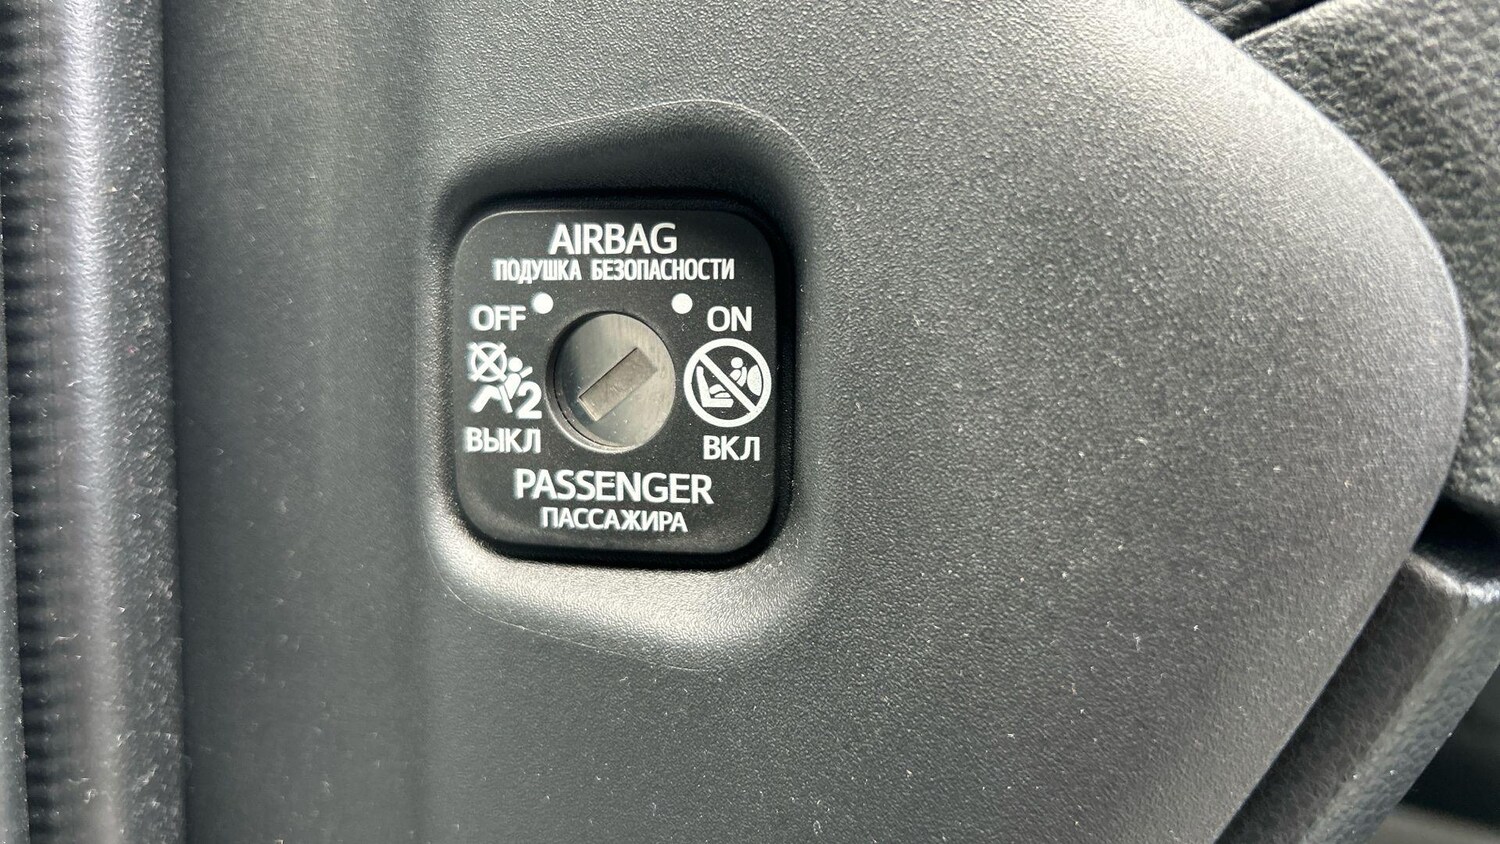 AIRBAG
ПОДУШКА БЕЗОПАСНОСТИ
OFF ON
2
ВЫКЛ ВКЛ
PASSENGER
ПАССАЖИРА